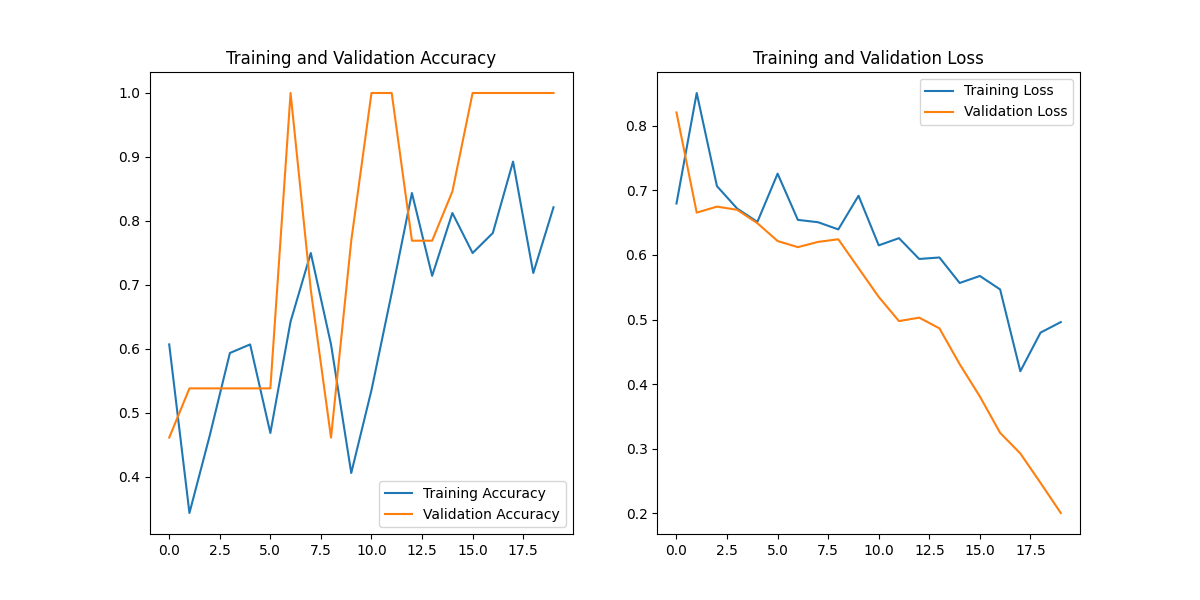 Training and Validation Accuracy
1.0
0.9
0.8
0.7
0.6
0.5
0.4
Training Accuracy
Validation Accuracy
0.0 2.5 5.0 7.5 10.0 12.5 15.0 17.5
Training and Validation Loss
Training Loss
Validation Loss
0.8
0.7
0.6
0.5
0.4
0.3
0.2
0.0 2.5 5.0 7.5 10.0 12.5 15.0 17.5